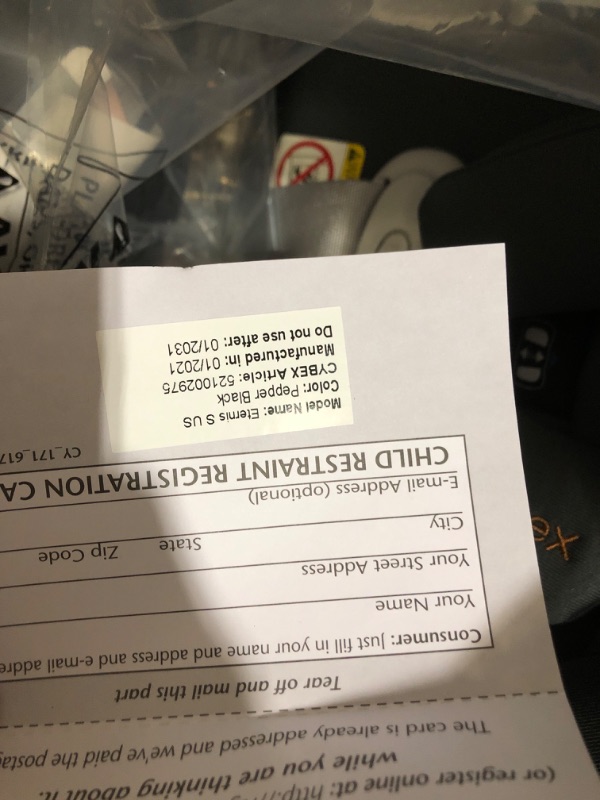 (or register online at: http://
while you are thinking about it.
The card is already addressed and we've paid the
Tear off and mail this part
Consumer: Just fill in your name and address and e-mail
Your Name
Your Street Address
City State Zip Code
E-mail Address (optional)
CHILD RESTRAINT REGISTRATION CA
CY_171_617
Model Name: Eternis S US
Color: Pepper Black
CYBEX Article: 521002975
Manufactured in: 01/2021
Do not use after: 01/2031